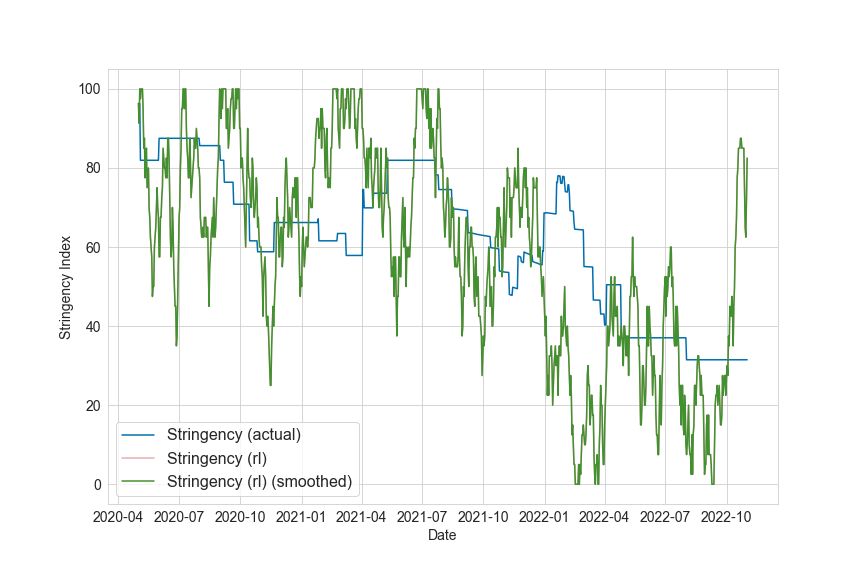 100
80
60
40
20
0
Stringency Index
Stringency (actual)
Stringency (rl)
Stringency (rl) (smoothed)
2020-04 2020-07 2020-10 2021-01 2021-04 2021-07 2021-10 2022-01 2022-04 2022-07 2022-10
Date